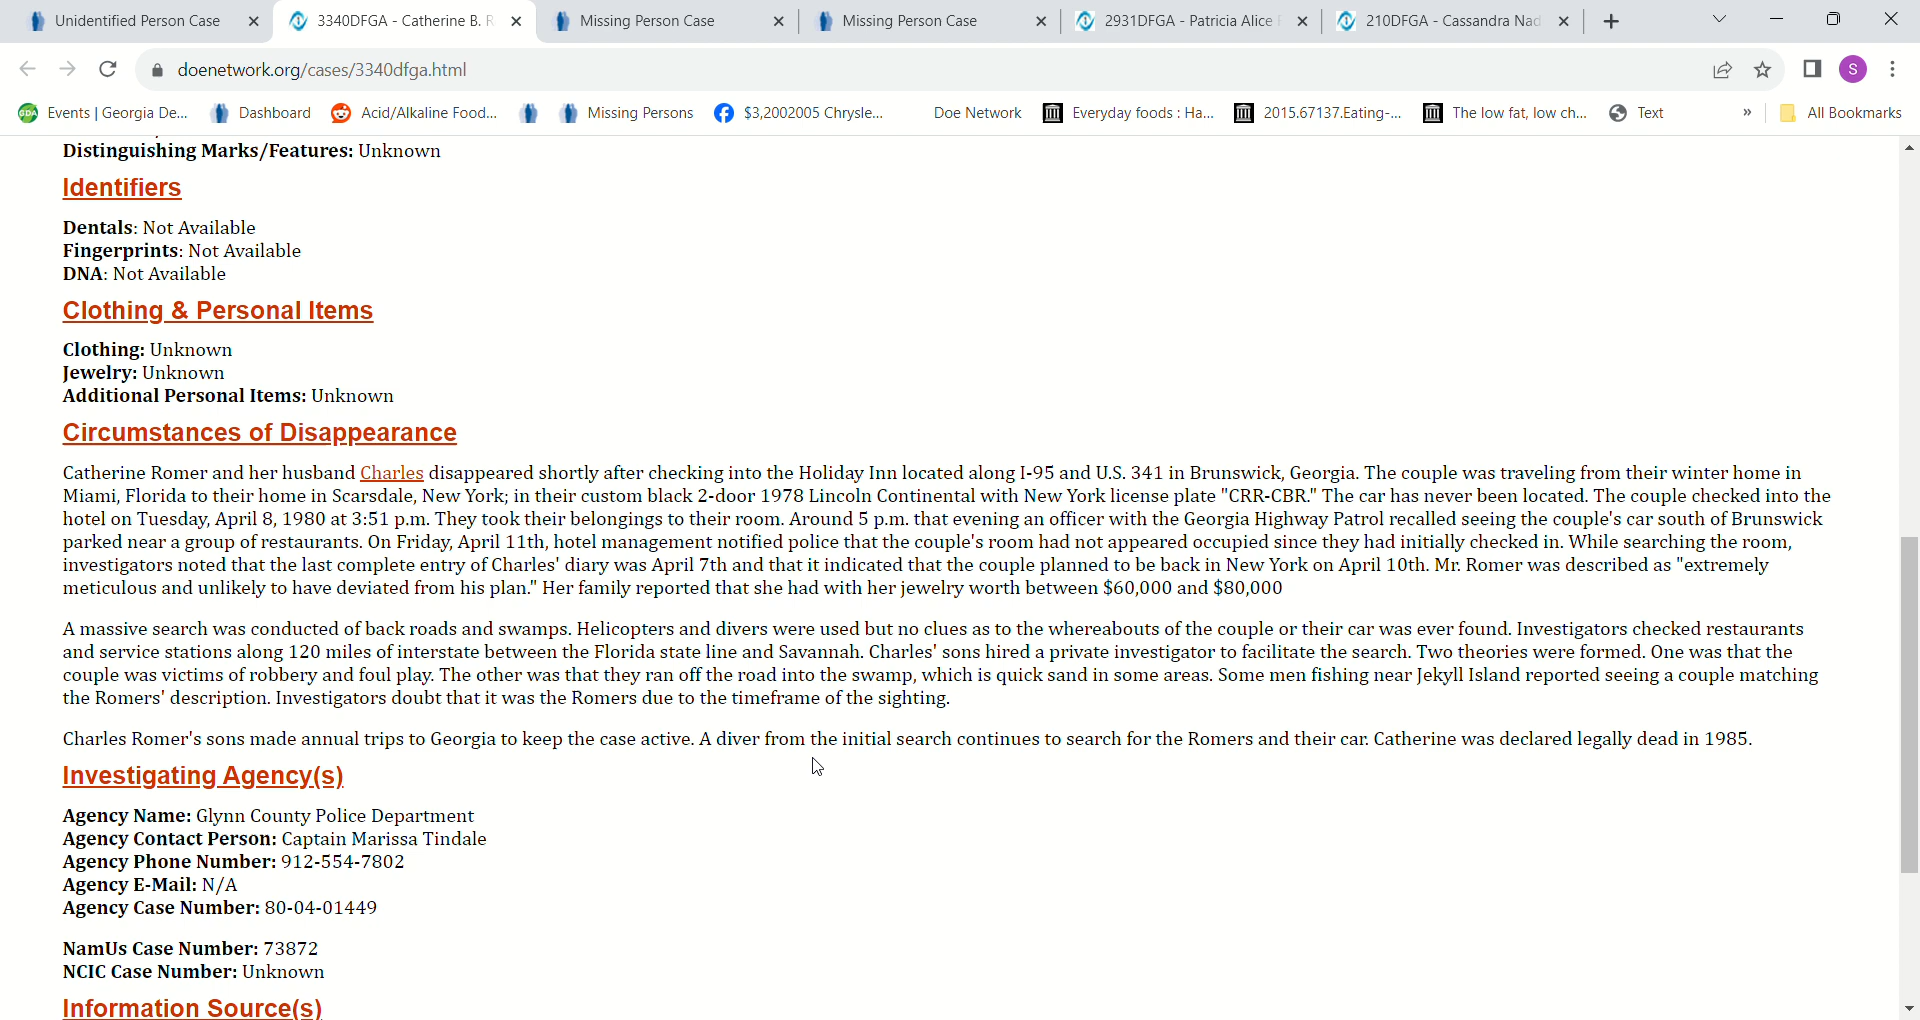 Unidentified Person Case
3340DFGA - Catherine B. R
Missing Person Case
Missing Person Case
2931DFGA - Patricia Alice
210DFGA - Cassandra Nad
doenetwork.org/cases/3340dfga.html
S
Events | Georgia De...
Dashboard
Acid/Alkaline Food...
Missing Persons
$3,2002005 Chrysle...
Doe Network
Everyday foods : Ha...
2015.67137.Eating-...
The low fat, low ch...
Text
»
All Bookmarks
Distinguishing Marks/Features: Unknown
Identifiers
Dentals: Not Available
Fingerprints: Not Available
DNA: Not Available
Clothing & Personal Items
Clothing: Unknown
Jewelry: Unknown
Additional Personal Items: Unknown
Circumstances of Disappearance
Catherine Romer and her husband Charles disappeared shortly after checking into the Holiday Inn located along I-95 and U.S. 341 in Brunswick, Georgia. The couple was traveling from their winter home in
Miami, Florida to their home in Scarsdale, New York; in their custom black 2-door 1978 Lincoln Continental with New York license plate "CRR-CBR." The car has never been located. The couple checked into the
hotel on Tuesday, April 8, 1980 at 3:51 p.m. They took their belongings to their room. Around 5 p.m. that evening an officer with the Georgia Highway Patrol recalled seeing the couple's car south of Brunswick
parked near a group of restaurants. On Friday, April 11th, hotel management notified police that the couple's room had not appeared occupied since they had initially checked in. While searching the room,
investigators noted that the last complete entry of Charles' diary was April 7th and that it indicated that the couple planned to be back in New York on April 10th. Mr. Romer was described as "extremely
meticulous and unlikely to have deviated from his plan." Her family reported that she had with her jewelry worth between $60,000 and $80,000
A massive search was conducted of back roads and swamps. Helicopters and divers were used but no clues as to the whereabouts of the couple or their car was ever found. Investigators checked restaurants
and service stations along 120 miles of interstate between the Florida state line and Savannah. Charles' sons hired a private investigator to facilitate the search. Two theories were formed. One was that the
couple was victims of robbery and foul play. The other was that they ran off the road into the swamp, which is quick sand in some areas. Some men fishing near Jekyll Island reported seeing a couple matching
the Romers' description. Investigators doubt that it was the Romers due to the timeframe of the sighting.
Charles Romer's sons made annual trips to Georgia to keep the case active. A diver from the initial search continues to search for the Romers and their car. Catherine was declared legally dead in 1985.
Investigating Agency(s)
Agency Name: Glynn County Police Department
Agency Contact Person: Captain Marissa Tindale
Agency Phone Number: 912-554-7802
Agency E-Mail: N/A
Agency Case Number: 80-04-01449
NamUs Case Number: 73872
NCIC Case Number: Unknown
Information Source(s)